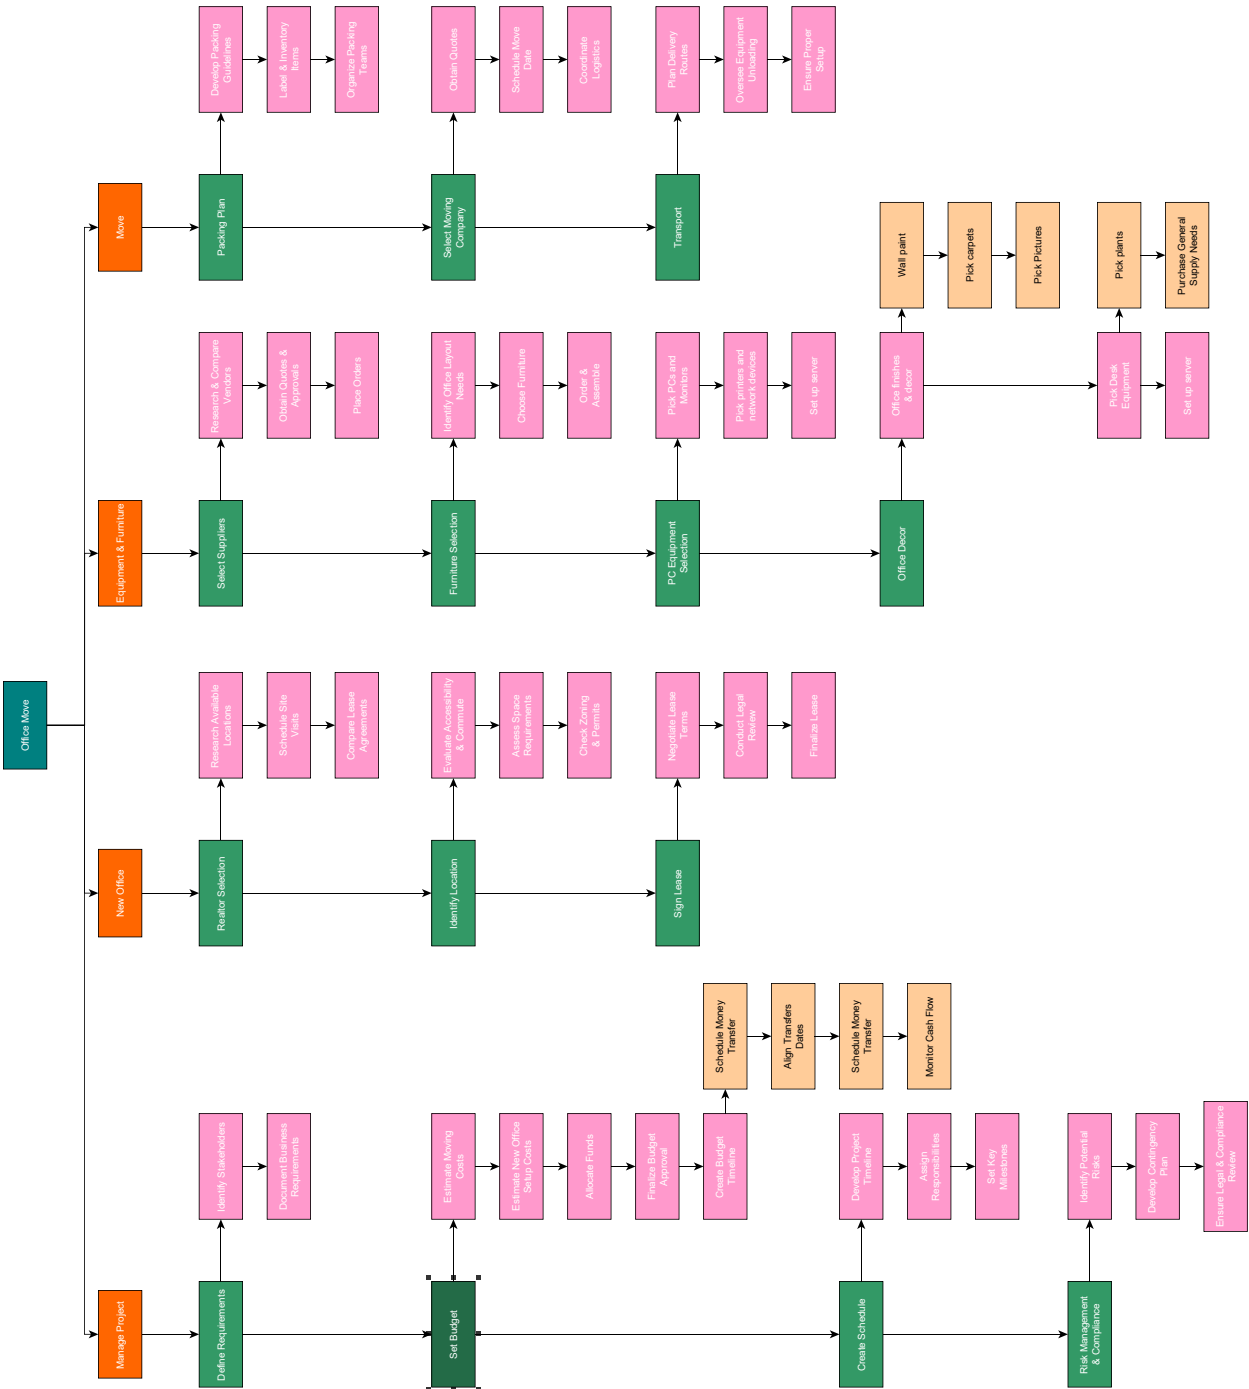 Office Move
Manage Project
Define Requirements
Identify Stakeholders
Document Business
Requirements
Set Budget
Estimate Moving
Costs
Estimate New Office
Setup Costs
Allocate Funds
Finalize Budget
Approval
Create Budget
Timeline
Schedule Money
Transfer
Align Transfers
Dates
Schedule Money
Transfer
Monitor Cash Flow
Create Schedule
Develop Project
Timeline
Assign
Responsibilities
Set Key
Milestones
Risk Management
& Compliance
Identify Potential
Risks
Develop Contingency
Plan
Ensure Legal & Compliance
Review
New Office
Realtor Selection
Research Available
Locations
Schedule Site
Visits
Compare Lease
Agreements
Identify Location
Evaluate Accessibility
& Commute
Assess Space
Requirements
Check Zoning
& Permits
Sign Lease
Negotiate Lease
Terms
Conduct Legal
Review
Finalize Lease
Equipment & Furniture
Select Suppliers
Research & Compare
Vendors
Obtain Quotes &
Approvals
Place Orders
Furniture Selection
Identify Office Layout
Needs
Choose Furniture
Order &
Assemble
PC Equipment
Selection
Pick PCs and
Monitors
Pick printers and
network devices
Set up server
Office Decor
Office finishes
& decor
Wall paint
Pick carpets
Pick Pictures
Pick Desk
Equipment
Set up server
Pick plants
Purchase General
Supply Needs
Move
Packing Plan
Develop Packing
Guidelines
Label & Inventory
Items
Organize Packing
Teams
Select Moving
Company
Obtain Quotes
Schedule Move
Date
Coordinate
Logistics
Transport
Plan Delivery
Routes
Oversee Equipment
Unloading
Ensure Proper
Setup